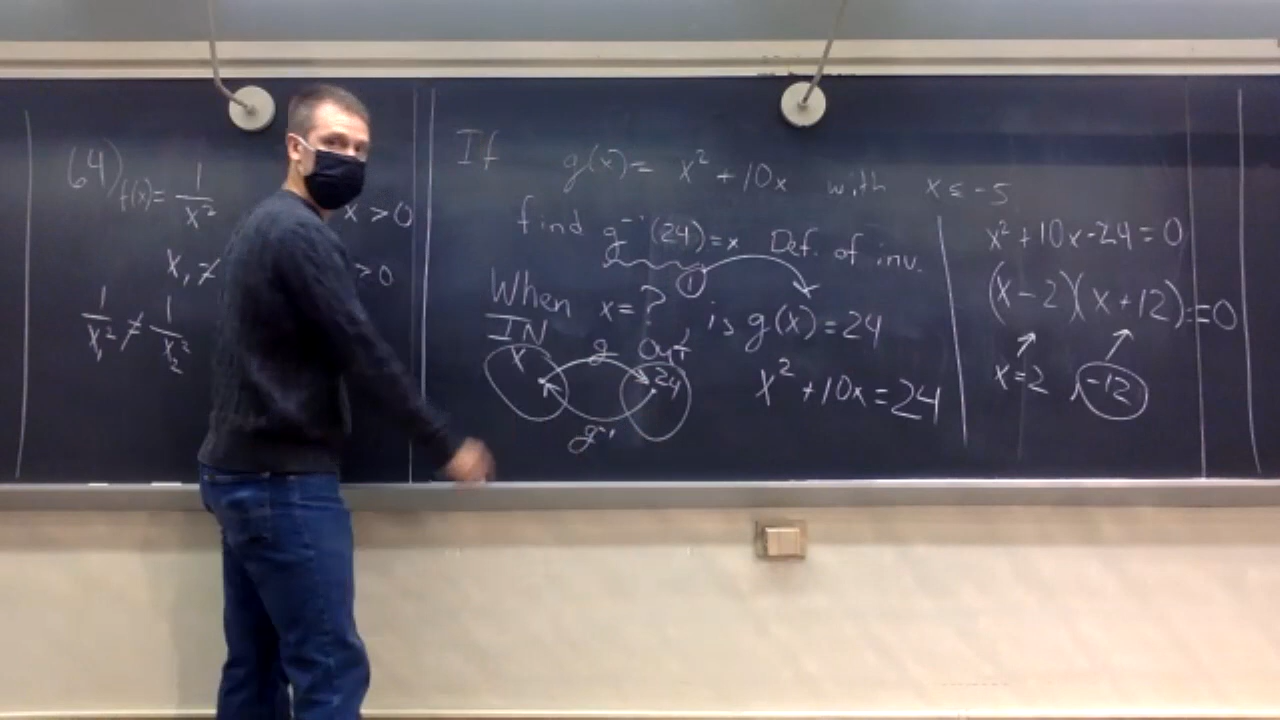 64) f(x)= 1/x²
x > 0
x₁ ≠
> 0
1/x₁² ≠ 1/x₂²
If g(x)= x² + 10x with x ≤ -5
find g⁻¹(24)=x Def. of inv.
①
When x=? is g(x)=24
IN
Out
x g 24
g⁻¹
x² +10x=24
x²+10x-24=0
(x-2)(x+12)=0
x=2, -12